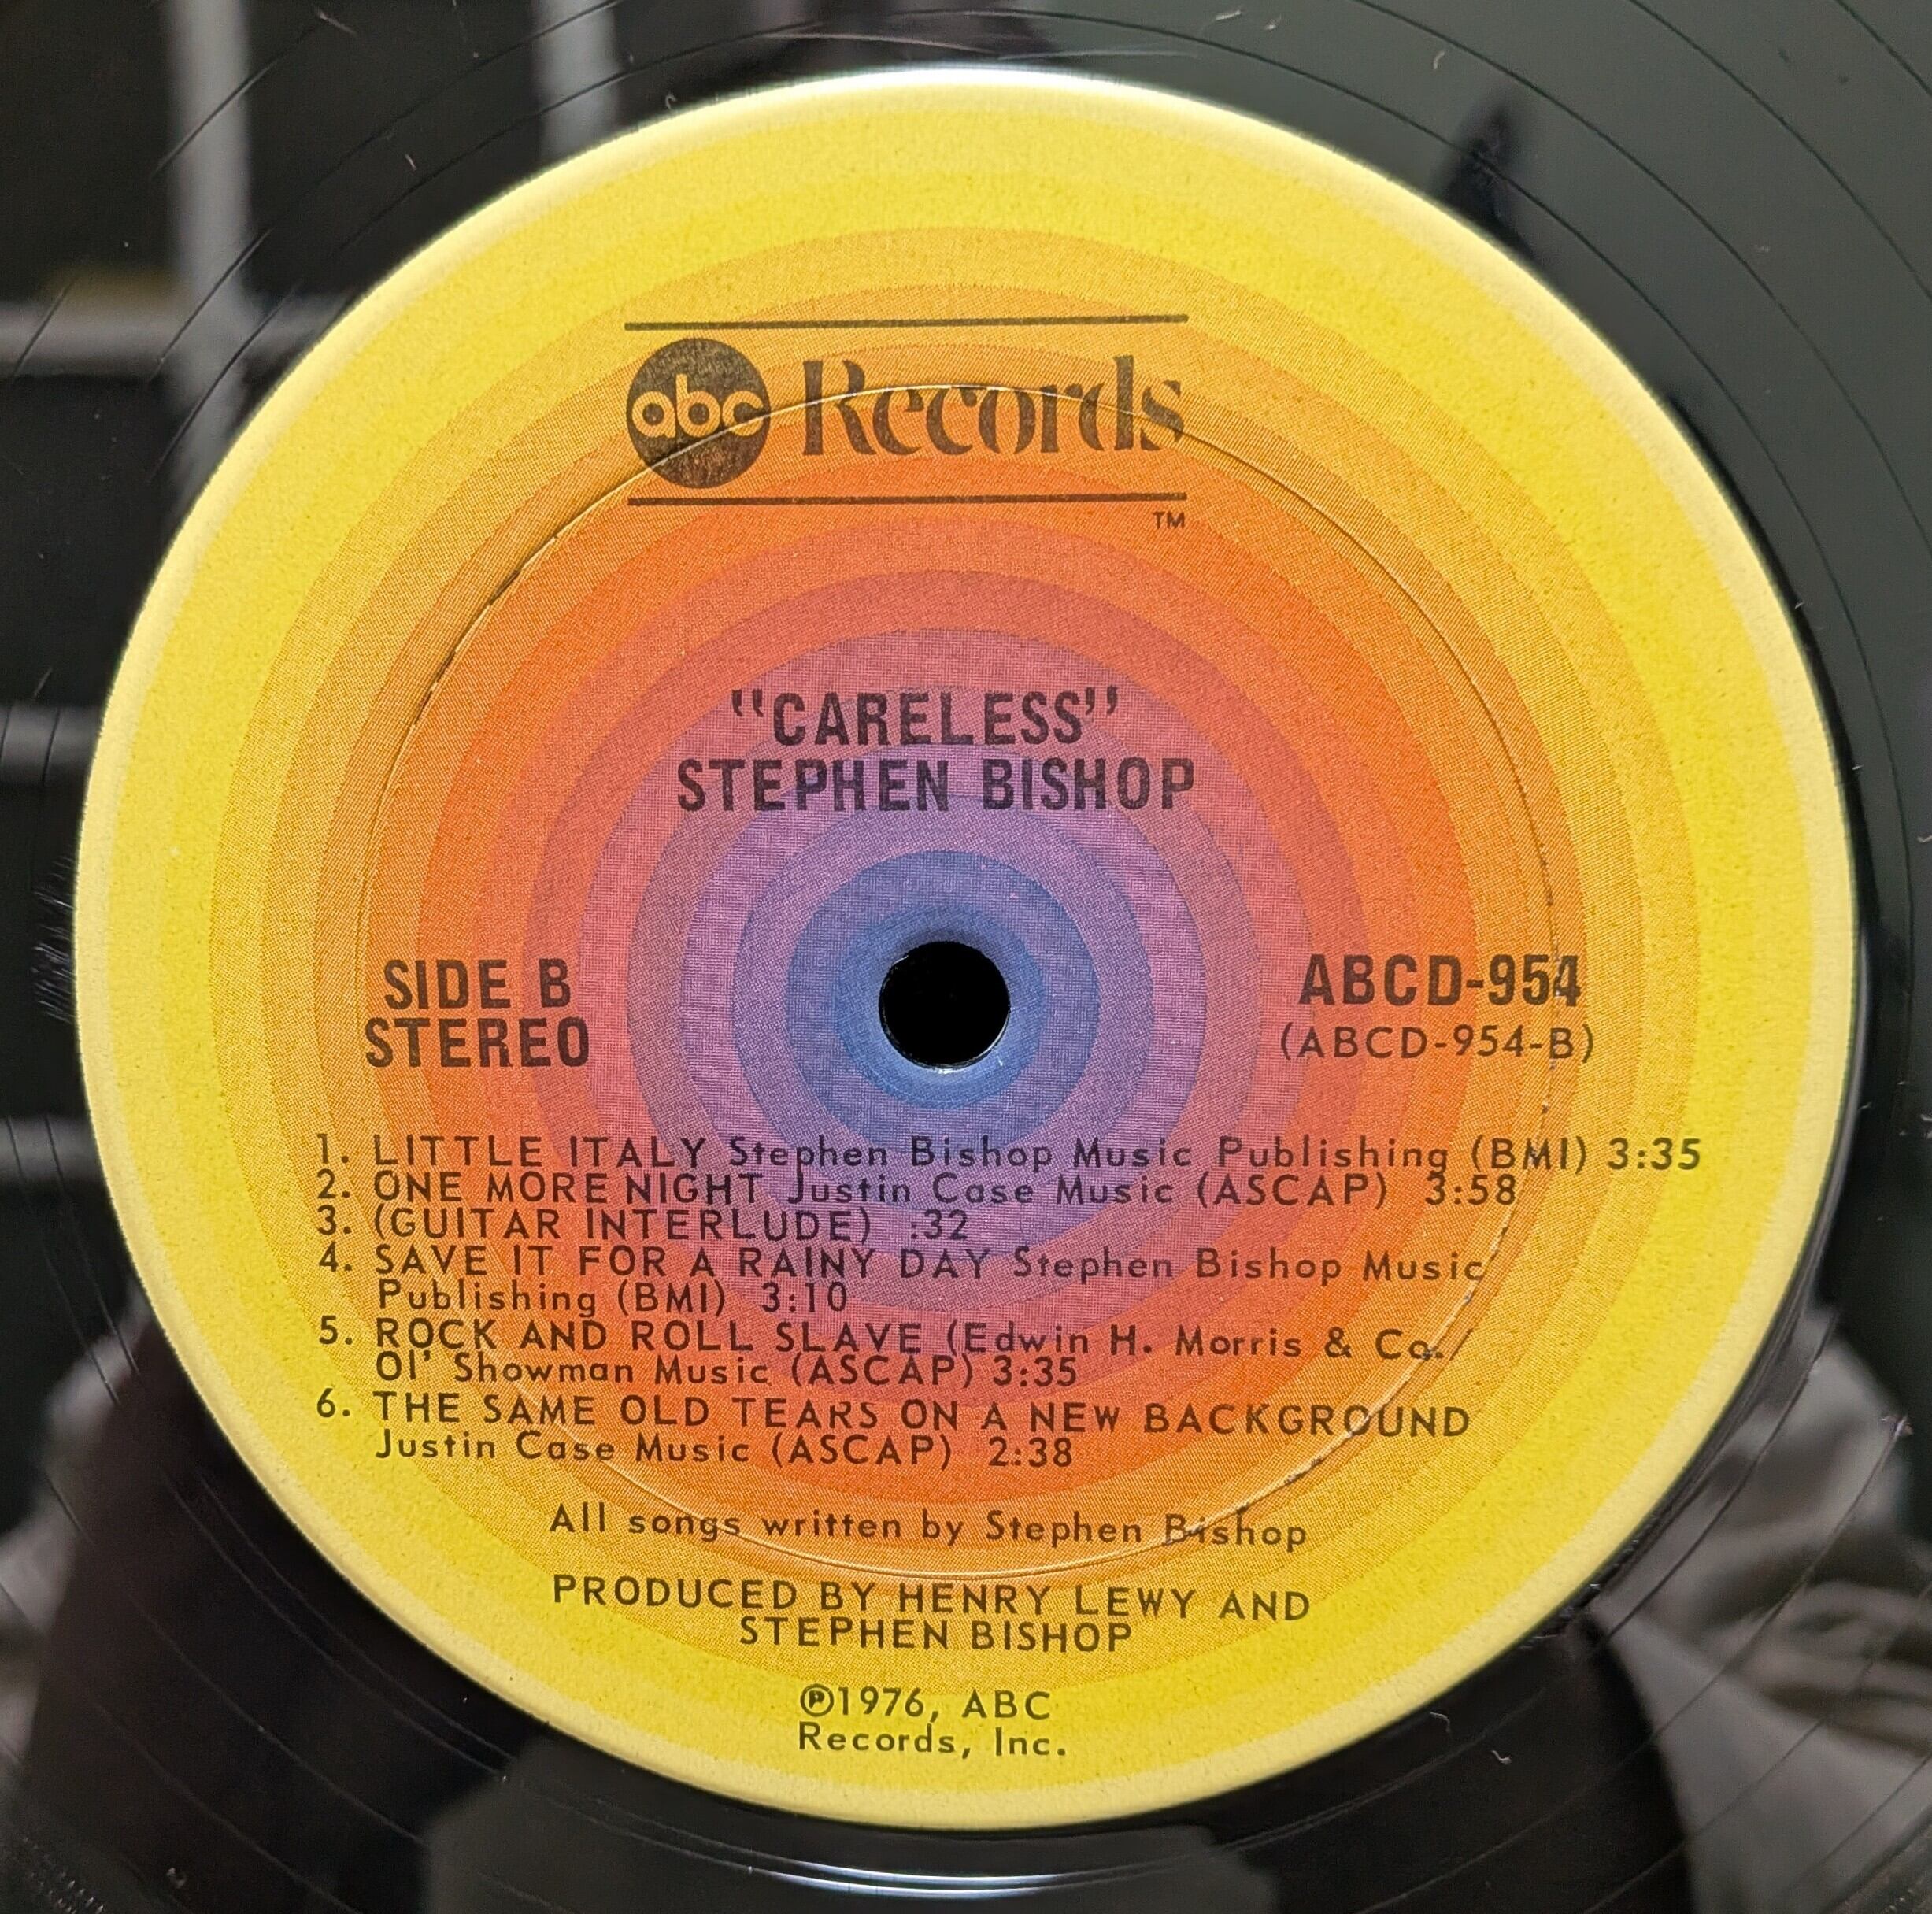 abc Records
TM
"CARELESS"
STEPHEN BISHOP
SIDE B
STEREO
ABCD-954
(ABCD-954-B)
1. LITTLE ITALY Stephen Bishop Music Publishing (BMI) 3:35
2. ONE MORE NIGHT Justin Case Music (ASCAP) 3:58
3. (GUITAR INTERLUDE) :32
4. SAVE IT FOR A RAINY DAY Stephen Bishop Music
Publishing (BMI) 3:10
5. ROCK AND ROLL SLAVE (Edwin H. Morris & Co./
Ol' Showman Music (ASCAP) 3:35
6. THE SAME OLD TEARS ON A NEW BACKGROUND
Justin Case Music (ASCAP) 2:38
All songs written by Stephen Bishop
PRODUCED BY HENRY LEWY AND
STEPHEN BISHOP
℗1976, ABC
Records, Inc.